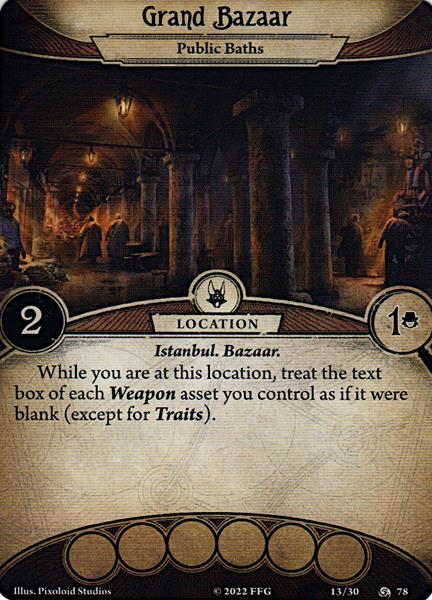 Grand Bazaar
Public Baths
2
1
LOCATION
Istanbul. Bazaar.
While you are at this location, treat the text
box of each Weapon asset you control as if it were
blank (except for Traits).
Illus. Pixoloid Studios © 2022 FFG 13/30 78